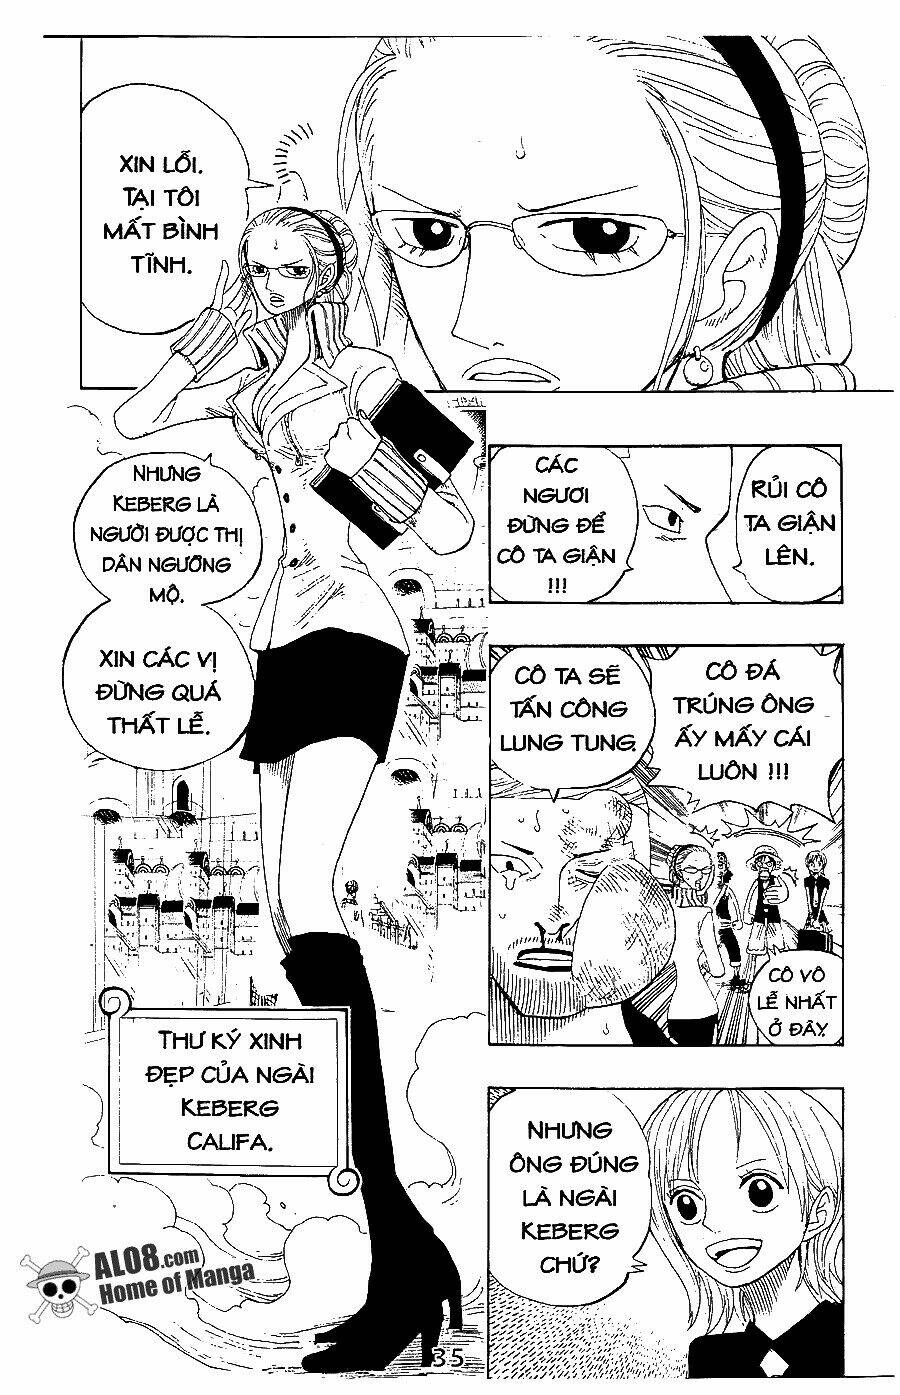 XIN LỖI.
TẠI TÔI
MẤT BÌNH
TĨNH.
NHƯNG
KEBERG LÀ
NGƯỜI ĐƯỢC THỊ
DÂN NGƯỠNG
MỘ.
XIN CÁC VỊ
ĐỪNG QUÁ
THẤT LỄ.
THƯ KÝ XINH
ĐẸP CỦA NGÀI
KEBERG
CALIFA.
RỦI CÔ
TA GIẬN
LÊN.
CÁC
NGƯƠI
ĐỪNG ĐỂ
CÔ TA GIẬN
!!!
CÔ TA SẼ
TẤN CÔNG
LUNG TUNG.
CÔ ĐÁ
TRÚNG ÔNG
ẤY MẤY CÁI
LUÔN !!!
CÔ VÔ
LỄ NHẤT
Ở ĐÂY.
NHƯNG
ÔNG ĐÚNG
LÀ NGÀI
KEBERG
CHỨ?
AL08.com
Home of Manga
35